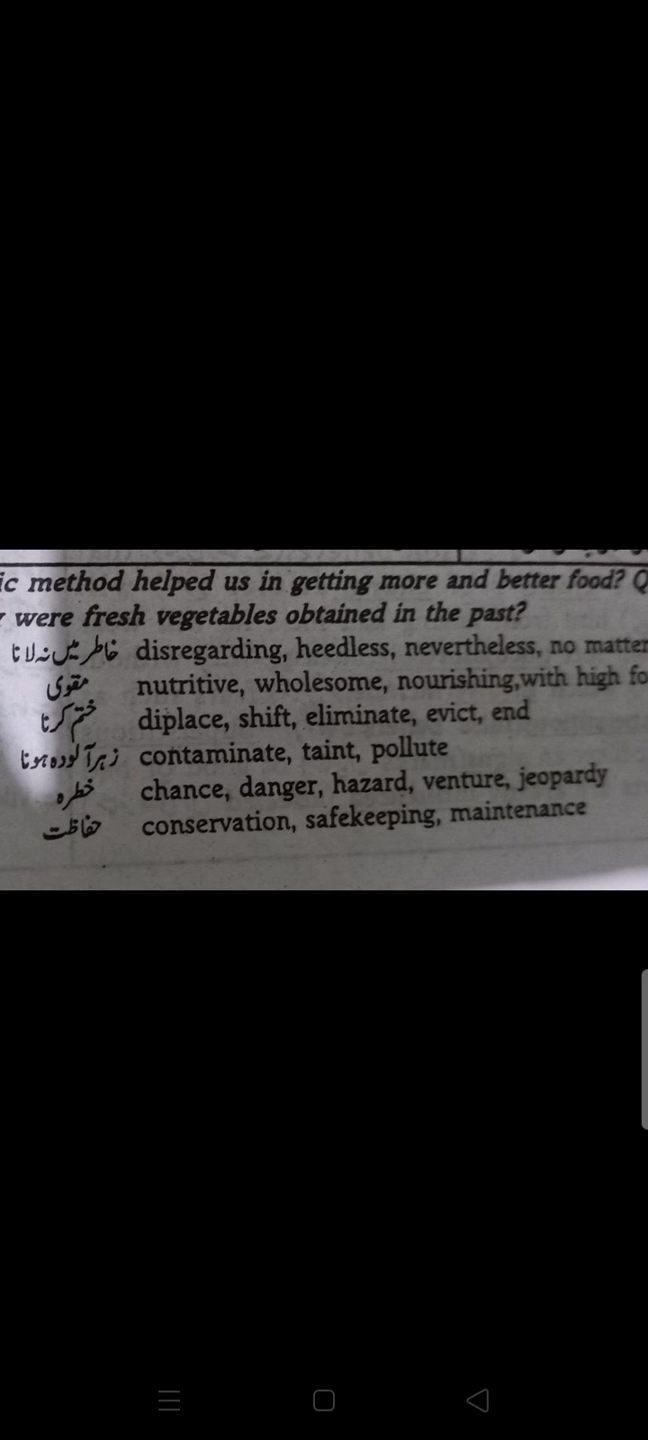 ic method helped us in getting more and better food? Q
were fresh vegetables obtained in the past?
خاطر میں نہ لانا disregarding, heedless, nevertheless, no matter
مقوی nutritive, wholesome, nourishing,with high fo
ختم کرنا diplace, shift, eliminate, evict, end
زہر آلودہ ہونا contaminate, taint, pollute
خطرہ chance, danger, hazard, venture, jeopardy
حفاظت conservation, safekeeping, maintenance